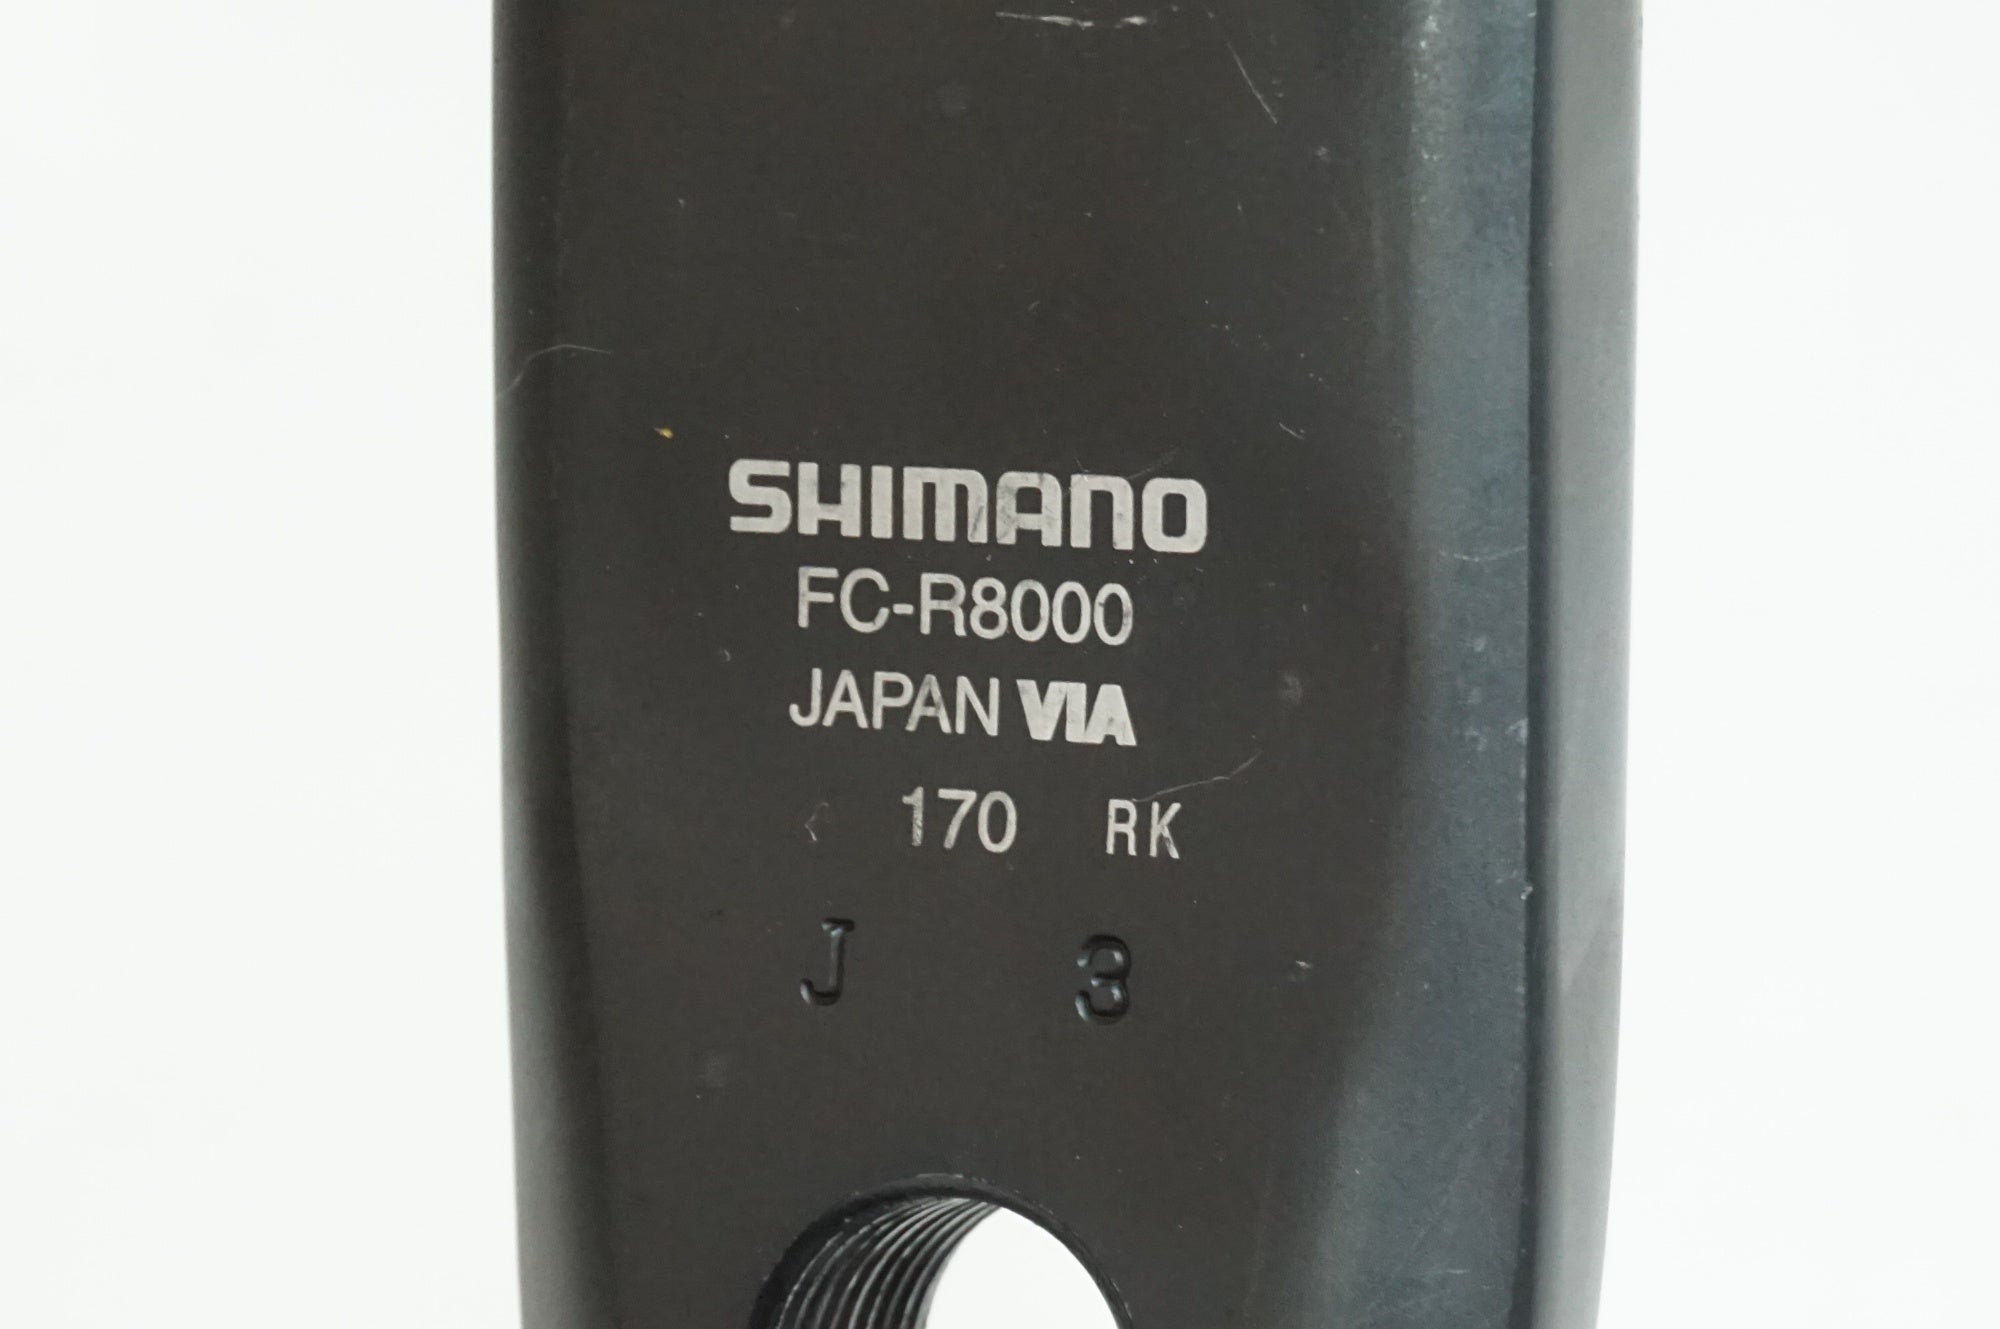 SHIMANO
FC-R8000
JAPAN VIA
170 RK
J 3